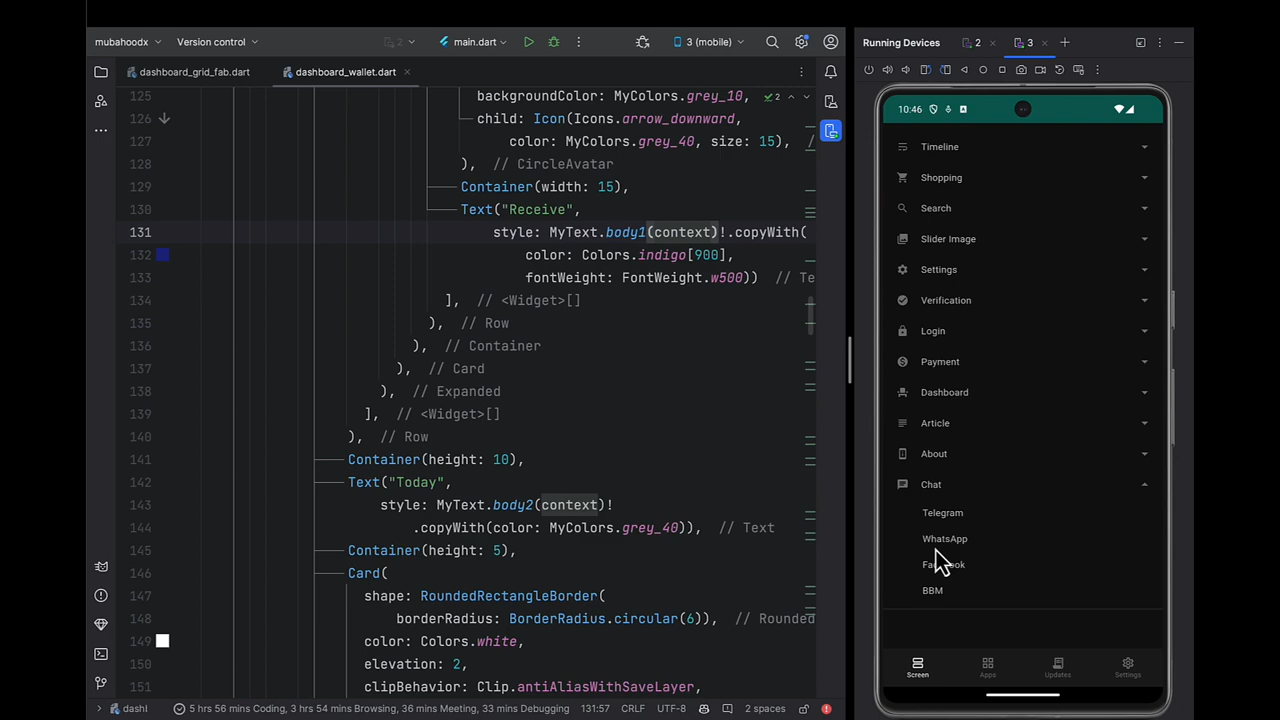 mubahoodx
Version control
2
main.dart
3 (mobile)
Running Devices
2
3
dashboard_grid_fab.dart
dashboard_wallet.dart
125 backgroundColor: MyColors.grey_10,
2
126 child: Icon(Icons.arrow_downward,
127 color: MyColors.grey_40, size: 15), /
128 ), // CircleAvatar
129 Container(width: 15),
130 Text("Receive",
131 style: MyText.body1(context)!.copyWith(
132 color: Colors.indigo[900],
133 fontWeight: FontWeight.w500)) // Te
134 ], // <Widget>[]
135 ), // Row
136 ), // Container
137 ), // Card
138 ), // Expanded
139 ], // <Widget>[]
140 ), // Row
141 Container(height: 10),
142 Text("Today",
143 style: MyText.body2(context)!
144 .copyWith(color: MyColors.grey_40)), // Text
145 Container(height: 5),
146 Card(
147 shape: RoundedRectangleBorder(
148 borderRadius: BorderRadius.circular(6)), // Rounded
149 color: Colors.white,
150 elevation: 2,
151 clipBehavior: Clip.antiAliasWithSaveLayer,
dashl
5 hrs 56 mins Coding, 3 hrs 54 mins Browsing, 36 mins Meeting, 33 mins Debugging
131:57
CRLF
UTF-8
2 spaces
10:46
A
Timeline
Shopping
Search
Slider Image
Settings
Verification
Login
Payment
Dashboard
Article
About
Chat
Telegram
WhatsApp
BBM
Screen
Apps
Updates
Settings